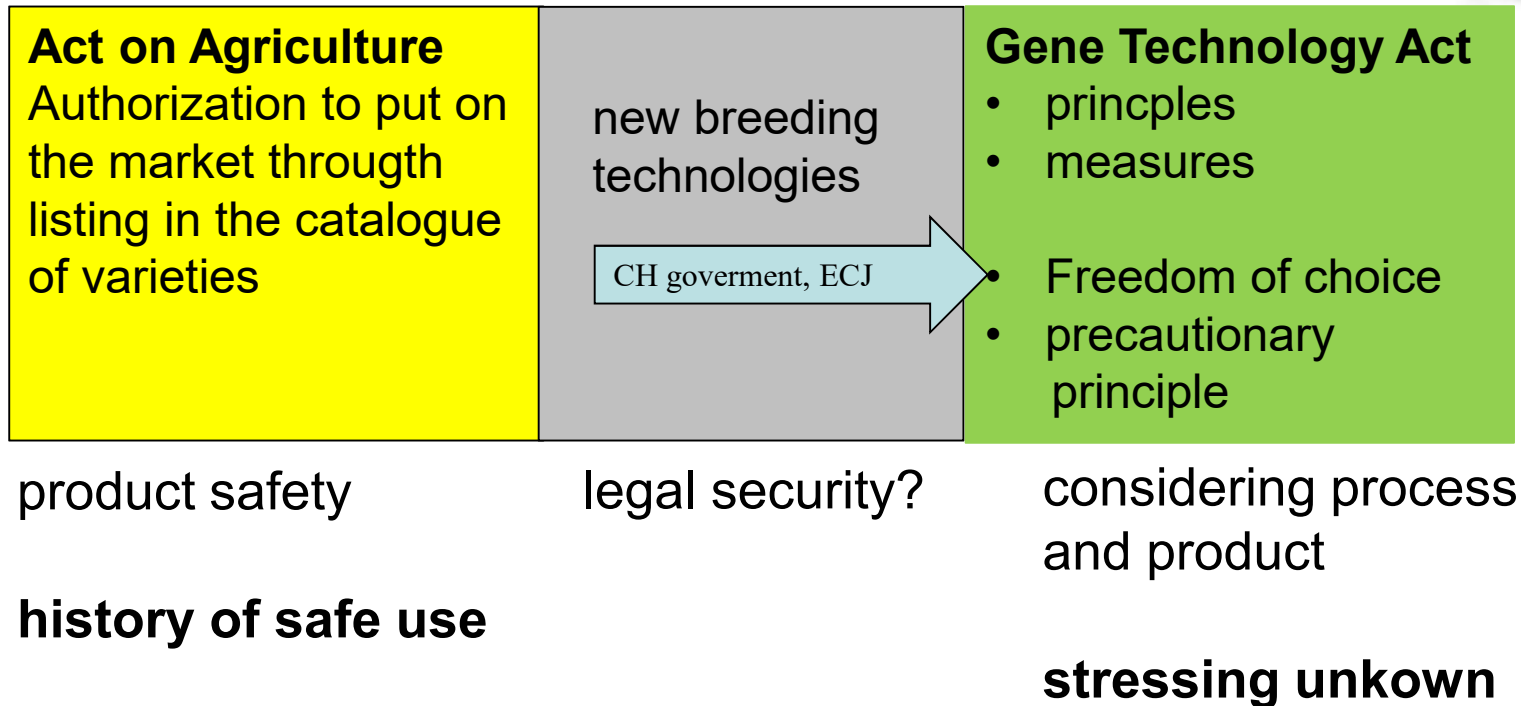 Act on Agriculture
Authorization to put on
the market througth
listing in the catalogue
of varieties
new breeding
technologies
CH goverment, ECJ
Gene Technology Act
• princples
• measures
• Freedom of choice
• precautionary
principle
product safety
history of safe use
legal security?
considering process
and product
stressing unkown